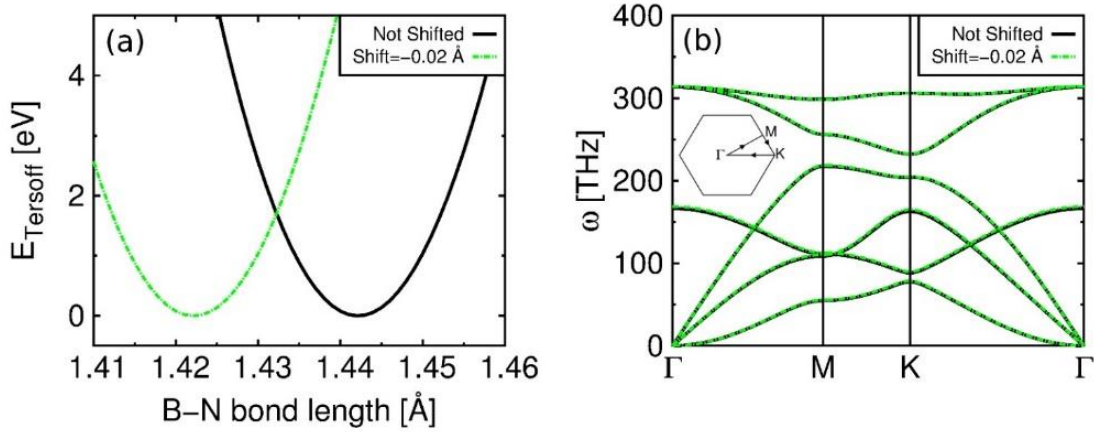 (a)
Not Shifted
Shift=−0.02 Å
E_Tersoff [eV]
4
2
0
1.41 1.42 1.43 1.44 1.45 1.46
B−N bond length [Å]
(b)
Not Shifted
Shift=−0.02 Å
ω [THz]
400
300
200
100
0
M
Γ K
Γ M K Γ